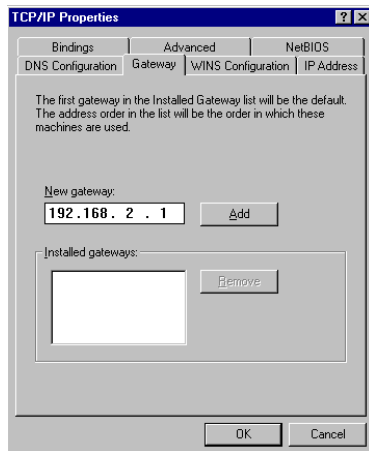 TCP/IP Properties
Bindings Advanced NetBIOS
DNS Configuration Gateway WINS Configuration IP Address
The first gateway in the Installed Gateway list will be the default.
The address order in the list will be the order in which these
machines are used.
New gateway:
192.168. 2 . 1 Add
Installed gateways:
Remove
OK Cancel